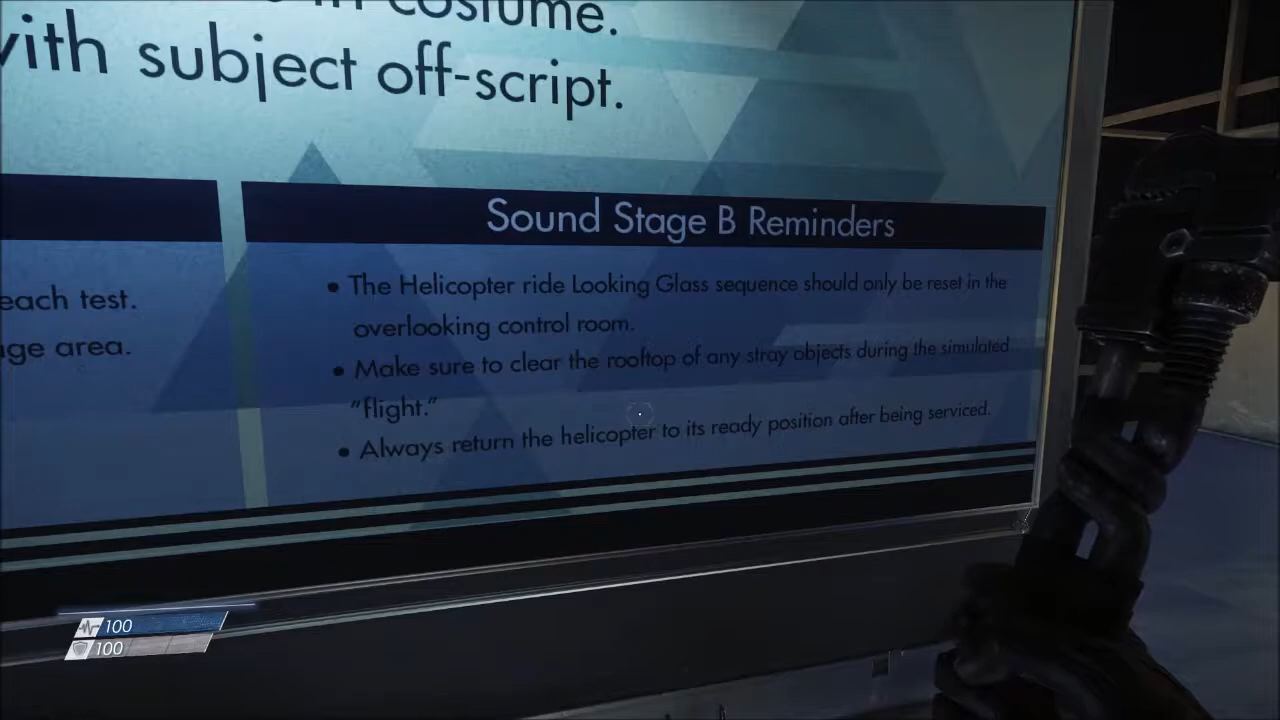 in costume.
with subject off-script.
each test.
area.
Sound Stage B Reminders
• The Helicopter ride Looking Glass sequence should only be reset in the
overlooking control room.
• Make sure to clear the rooftop of any stray objects during the simulated
"flight."
• Always return the helicopter to its ready position after being serviced.
100
100